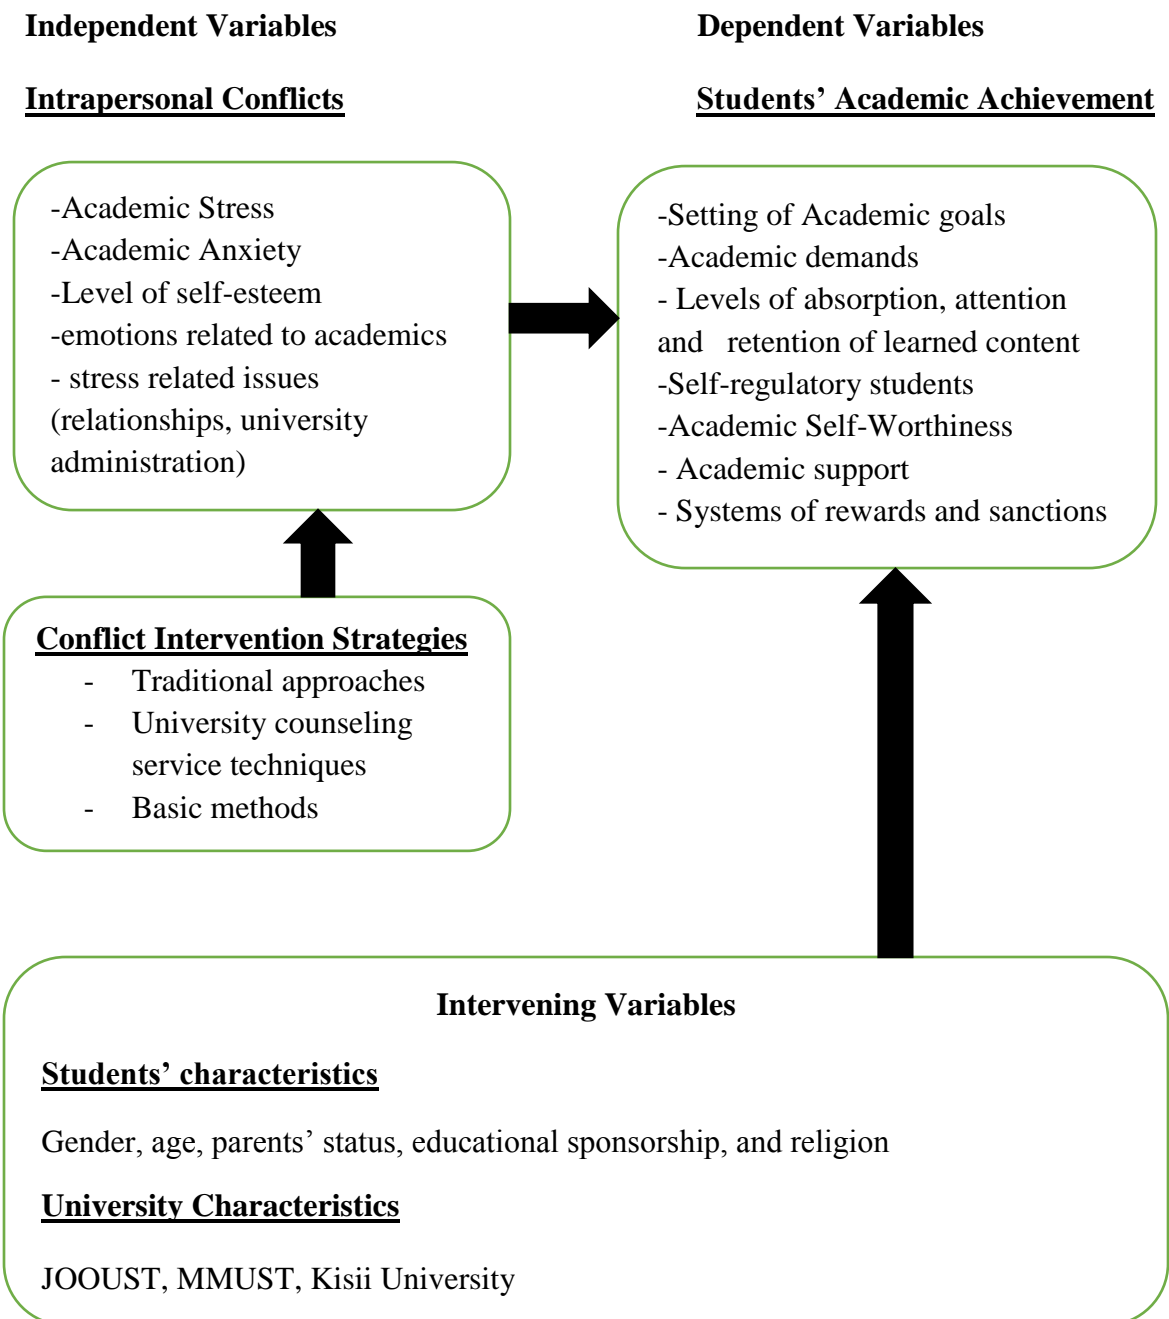 Independent Variables
Dependent Variables
Intrapersonal Conflicts
Students’ Academic Achievement
-Academic Stress
-Academic Anxiety
-Level of self-esteem
-emotions related to academics
- stress related issues
(relationships, university
administration)
-Setting of Academic goals
-Academic demands
- Levels of absorption, attention
and retention of learned content
-Self-regulatory students
-Academic Self-Worthiness
- Academic support
- Systems of rewards and sanctions
Conflict Intervention Strategies
- Traditional approaches
- University counseling
service techniques
- Basic methods
Intervening Variables
Students’ characteristics
Gender, age, parents’ status, educational sponsorship, and religion
University Characteristics
JOOUST, MMUST, Kisii University